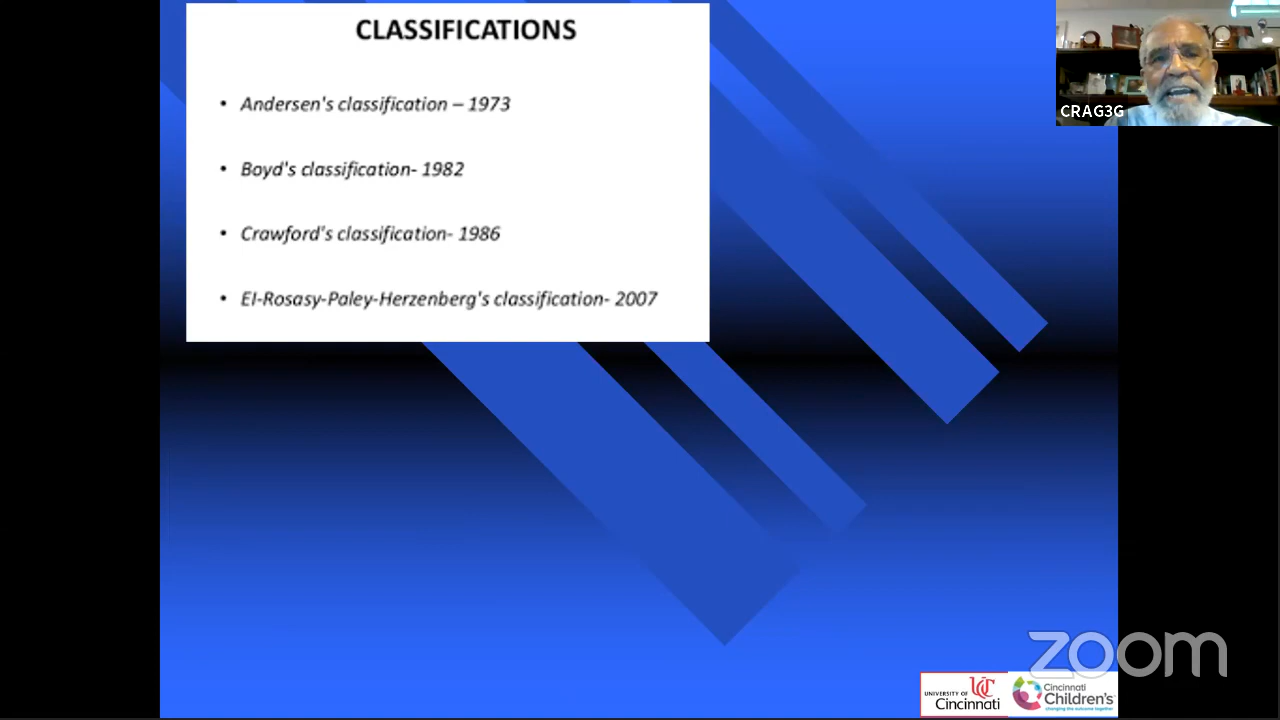 CLASSIFICATIONS
• Andersen's classification – 1973
• Boyd's classification- 1982
• Crawford's classification- 1986
• EI-Rosasy-Paley-Herzenberg's classification- 2007
CRAG3G
zoom
UNIVERSITY OF
Cincinnati
Cincinnati
Children's
changing the outcome together